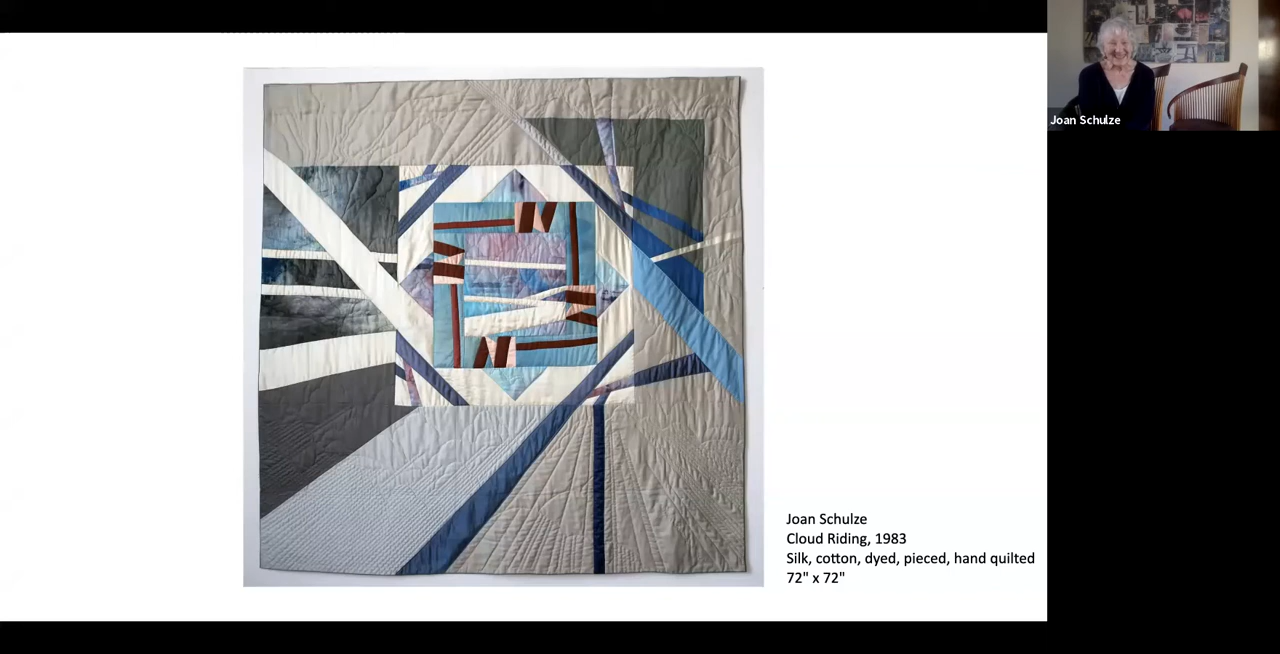 Joan Schulze
Joan Schulze
Cloud Riding, 1983
Silk, cotton, dyed, pieced, hand quilted
72" x 72"